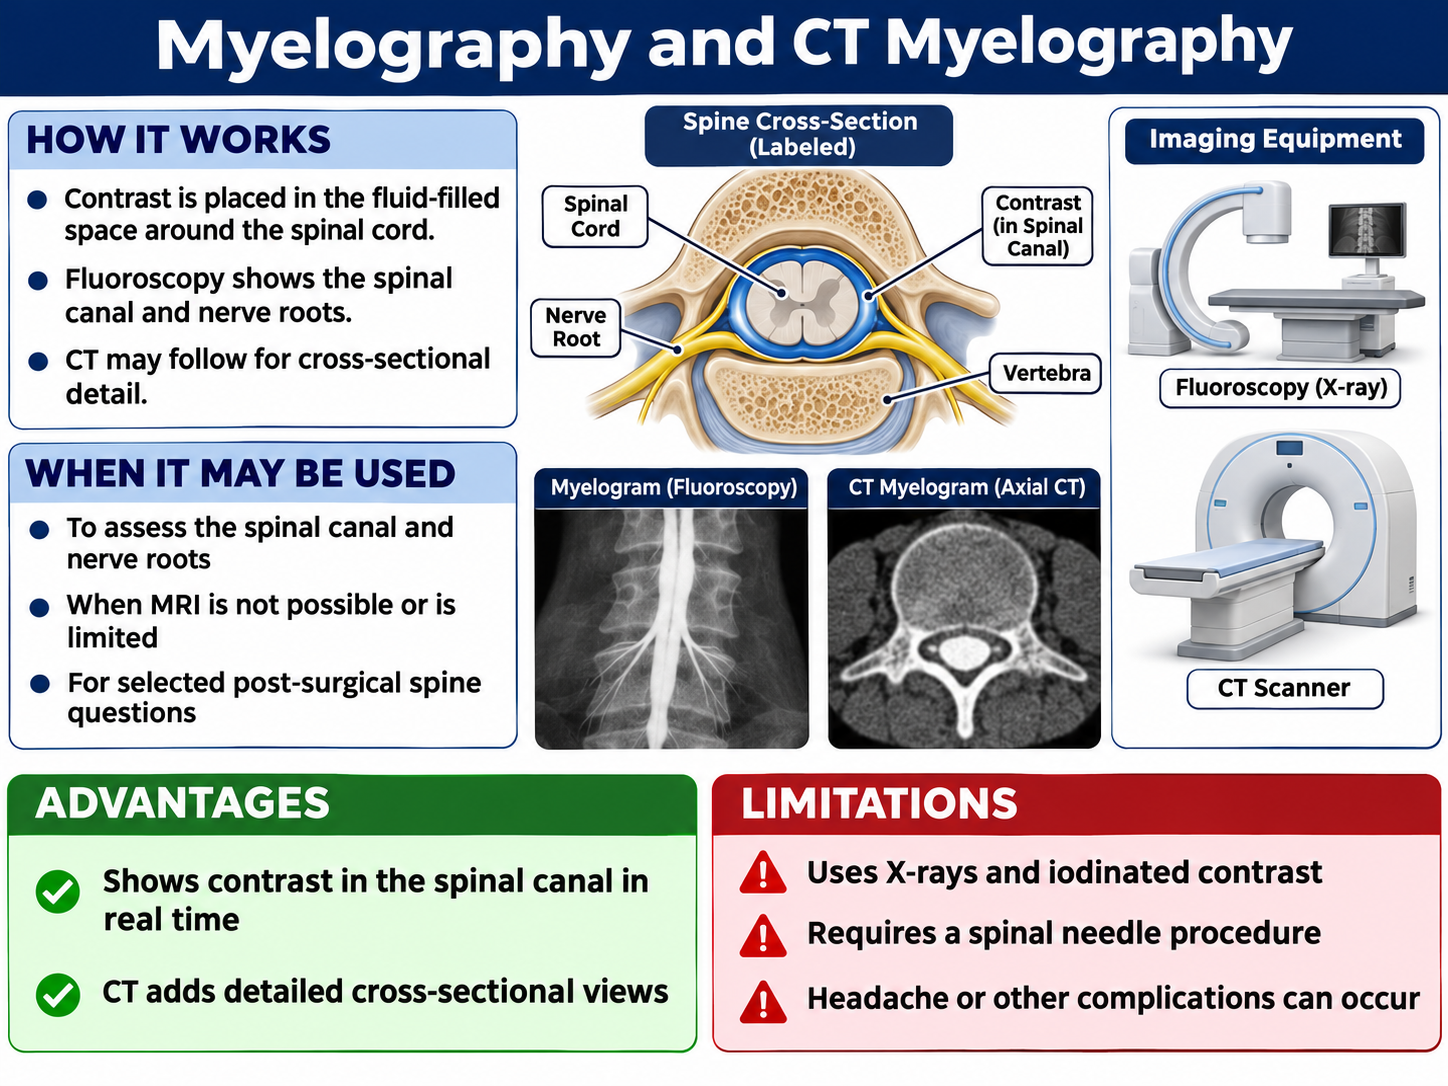 Myelography and CT Myelography
HOW IT WORKS
Contrast is placed in the fluid-filled
space around the spinal cord.
Fluoroscopy shows the spinal
canal and nerve roots.
CT may follow for cross-sectional
detail.
WHEN IT MAY BE USED
To assess the spinal canal and
nerve roots
When MRI is not possible or is
limited
For selected post-surgical spine
questions
Spine Cross-Section
(Labeled)
Spinal
Cord
Contrast
(in Spinal
Canal)
Nerve
Root
Vertebra
Myelogram (Fluoroscopy)
CT Myelogram (Axial CT)
Imaging Equipment
Fluoroscopy (X-ray)
CT Scanner
ADVANTAGES
Shows contrast in the spinal canal in
real time
CT adds detailed cross-sectional views
LIMITATIONS
Uses X-rays and iodinated contrast
Requires a spinal needle procedure
Headache or other complications can occur